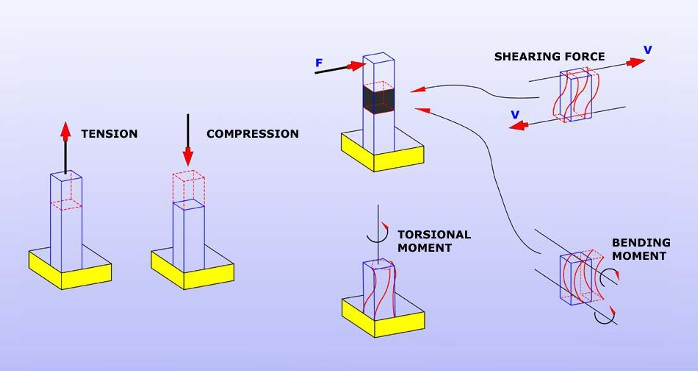 TENSION
COMPRESSION
F
SHEARING FORCE
V
V
TORSIONAL
MOMENT
BENDING
MOMENT